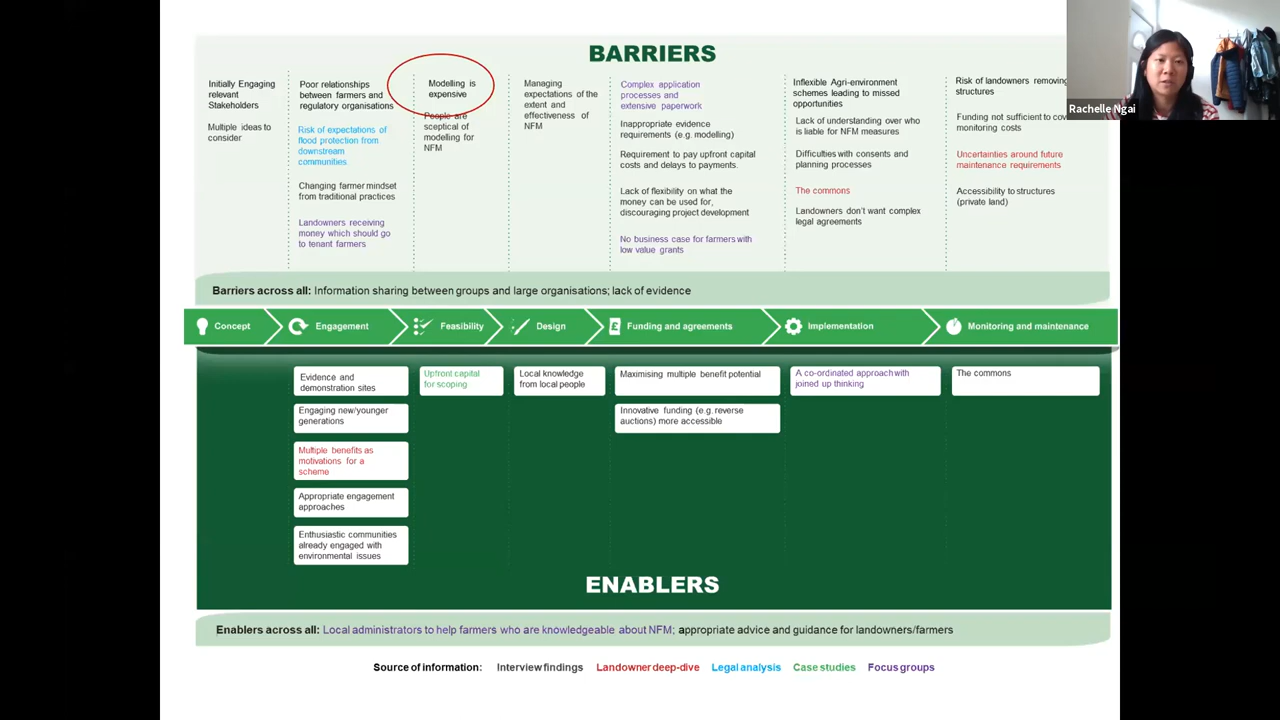 BARRIERS
Initially Engaging
relevant
Stakeholders
Multiple ideas to
consider
Poor relationships
between farmers and
regulatory organisations
Risk of expectations of
flood protection from
downstream
communities
Changing farmer mindset
from traditional practices
Landowners receiving
money which should go
to tenant farmers
Modelling is
expensive
People are
sceptical of
modelling for
NFM
Managing
expectations of the
extent and
effectiveness of
NFM
Complex application
processes and
extensive paperwork
Inappropriate evidence
requirements (e.g. modelling)
Requirement to pay upfront capital
costs and delays to payments.
Lack of flexibility on what the
money can be used for,
discouraging project development
No business case for farmers with
low value grants
Inflexible Agri-environment
schemes leading to missed
opportunities
Lack of understanding over who
is liable for NFM measures
Difficulties with consents and
planning processes
The commons
Landowners don't want complex
legal agreements
Risk of landowners removing
structures
Funding not sufficient to
monitoring costs
Uncertainties around future
maintenance requirements
Accessibility to structures
(private land)
Rachelle Ngai
Barriers across all: Information sharing between groups and large organisations; lack of evidence
Concept
Engagement
Feasibility
Design
£ Funding and agreements
Implementation
Monitoring and maintenance
Evidence and
demonstration sites
Engaging new/younger
generations
Multiple benefits as
motivations for a
scheme
Appropriate engagement
approaches
Enthusiastic communities
already engaged with
environmental issues
Upfront capital
for scoping
Local knowledge
from local people
Maximising multiple benefit potential
Innovative funding (e.g. reverse
auctions) more accessible
A co-ordinated approach with
joined up thinking
The commons
ENABLERS
Enablers across all: Local administrators to help farmers who are knowledgeable about NFM; appropriate advice and guidance for landowners/farmers
Source of information: Interview findings Landowner deep-dive Legal analysis Case studies Focus groups